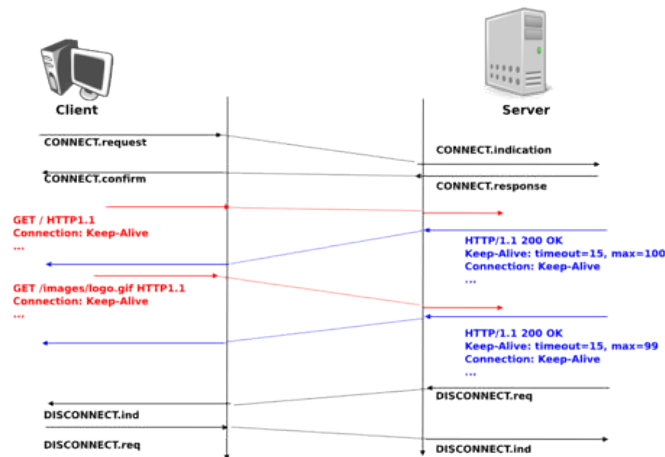 Client
Server
CONNECT.request
CONNECT.indication
CONNECT.confirm
CONNECT.response
GET / HTTP1.1
Connection: Keep-Alive
...
HTTP/1.1 200 OK
Keep-Alive: timeout=15, max=100
Connection: Keep-Alive
...
GET /images/logo.gif HTTP1.1
Connection: Keep-Alive
...
HTTP/1.1 200 OK
Keep-Alive: timeout=15, max=99
Connection: Keep-Alive
...
DISCONNECT.req
DISCONNECT.ind
DISCONNECT.req
DISCONNECT.ind